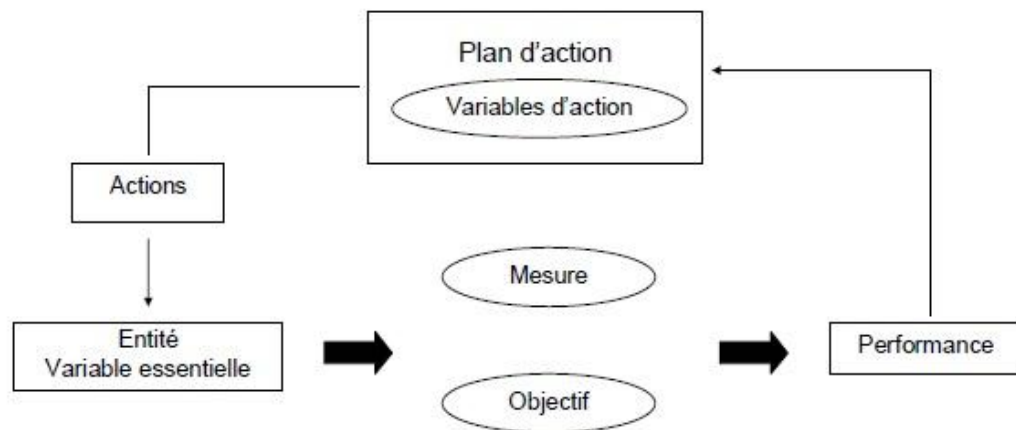 Plan d'action
Variables d'action
Actions
Mesure
Entité
Variable essentielle
Performance
Objectif